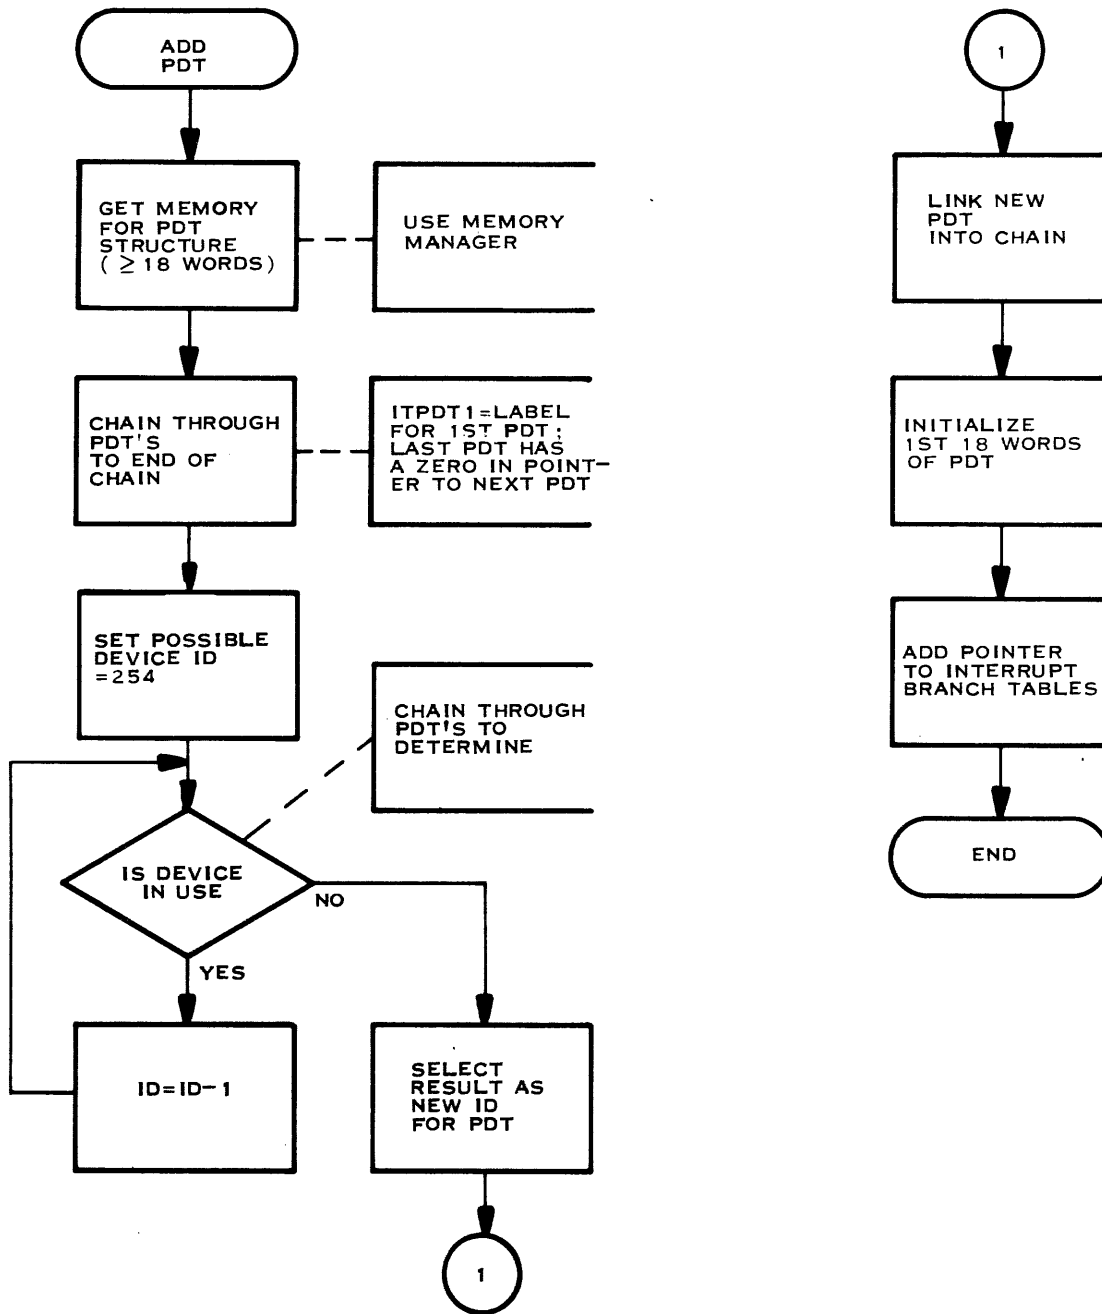 ADD
PDT
GET MEMORY
FOR PDT
STRUCTURE
( ≥ 18 WORDS )
USE MEMORY
MANAGER
CHAIN THROUGH
PDT'S
TO END OF
CHAIN
ITPDT1=LABEL
FOR 1ST PDT;
LAST PDT HAS
A ZERO IN POINT-
ER TO NEXT PDT
SET POSSIBLE
DEVICE ID
=254
CHAIN THROUGH
PDT'S TO
DETERMINE
IS DEVICE
IN USE
NO
YES
ID=ID-1
SELECT
RESULT AS
NEW ID
FOR PDT
1
1
LINK NEW
PDT
INTO CHAIN
INITIALIZE
1ST 18 WORDS
OF PDT
ADD POINTER
TO INTERRUPT
BRANCH TABLES
END